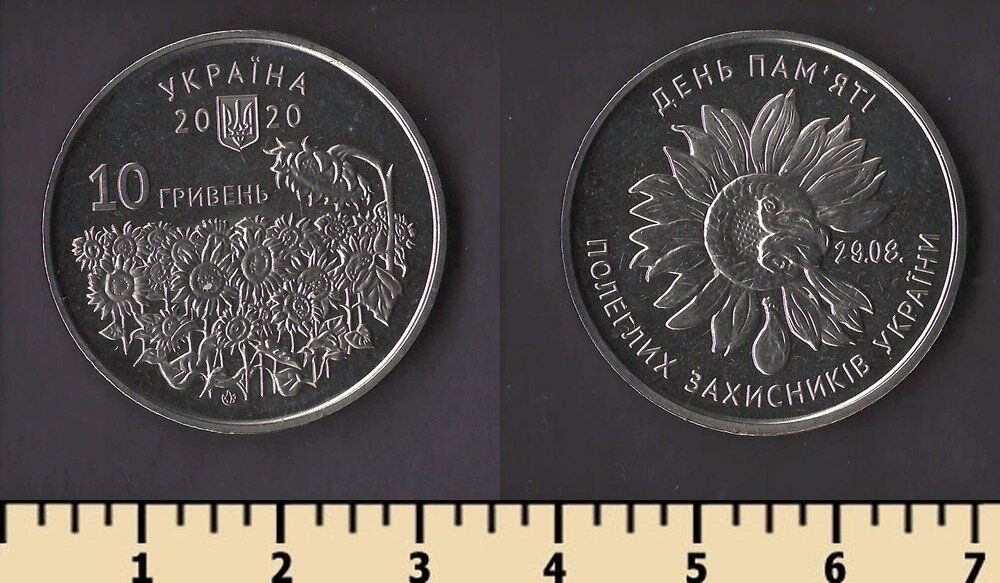 УКРАЇНА
2020
10 ГРИВЕНЬ
ДЕНЬ ПАМ'ЯТІ
29.08.
ПОЛЕГЛИХ ЗАХИСНИКІВ УКРАЇНИ
1 2 3 4 5 6 7